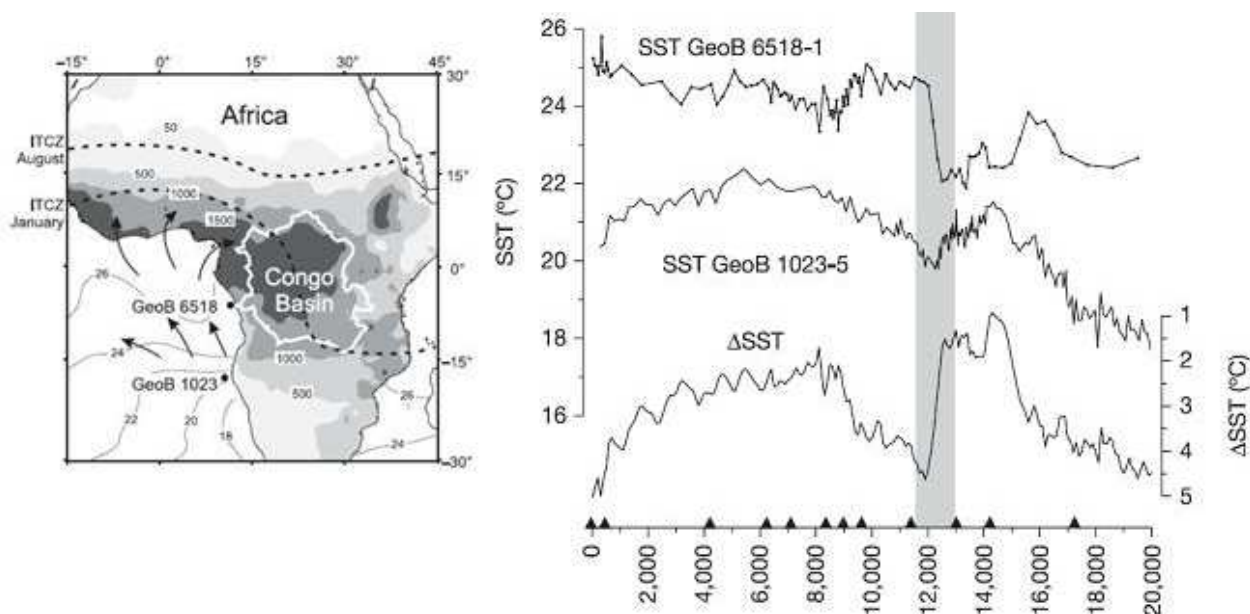 −15° 0° 15° 30° 45°
30°
15°
0°
−15°
−30°
Africa
ITCZ
August
ITCZ
January
50
500
1000
1500
Congo
Basin
GeoB 6518
GeoB 1023
1000
500
26
24
22
20
18
26
24
SST (ºC)
26
24
22
20
18
16
SST GeoB 6518-1
SST GeoB 1023-5
ΔSST
1
2
3
4
5
ΔSST (ºC)
0
2,000
4,000
6,000
8,000
10,000
12,000
14,000
16,000
18,000
20,000